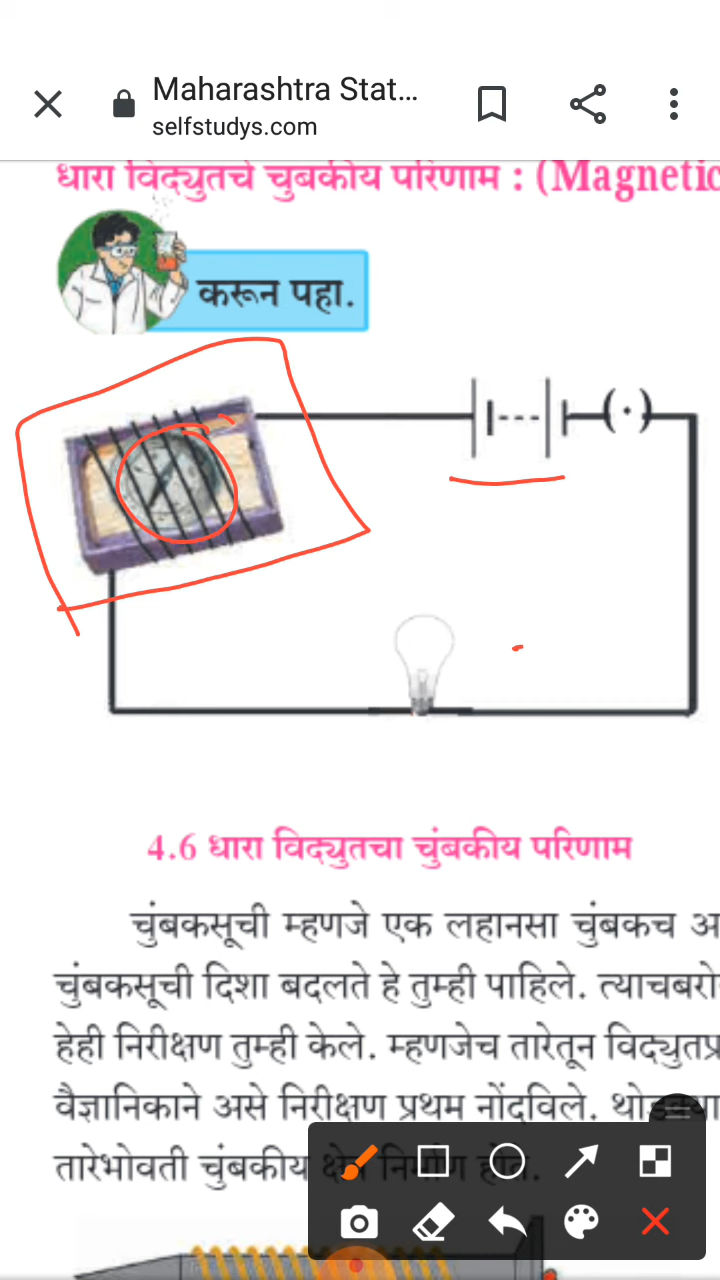 Maharashtra Stat...
selfstudys.com
धारा विद्युतचे चुंबकीय परिणाम : (Magnetic
करून पहा.
4.6 धारा विद्युतचा चुंबकीय परिणाम
चुंबकसूची म्हणजे एक लहानसा चुंबकच अ
चुंबकसूची दिशा बदलते हे तुम्ही पाहिले. त्याचबरो
हेही निरीक्षण तुम्ही केले. म्हणजेच तारेतून विद्युतप्र
वैज्ञानिकाने असे निरीक्षण प्रथम नोंदविले.
तारेभोवती चुंबकीय क्षेत्र निर्माण होते.